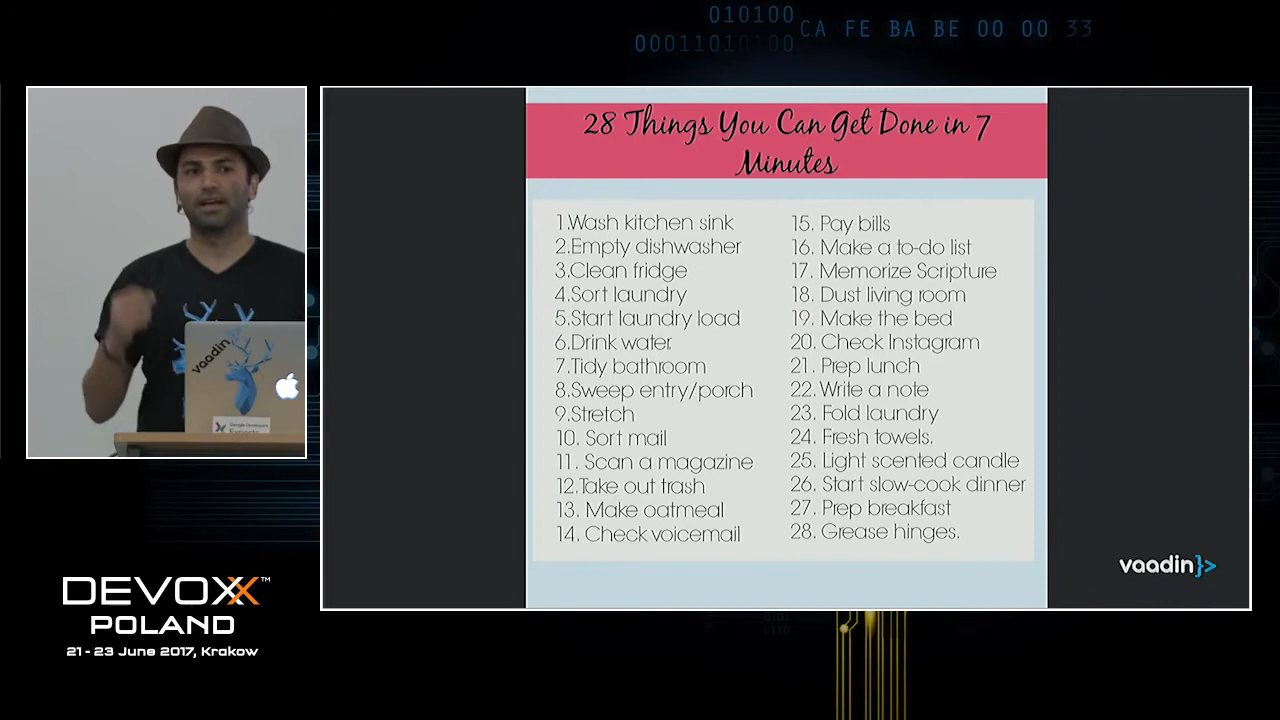 010100
CA FE BA BE 00 00 33
00011010100
28 Things You Can Get Done in 7
Minutes
1.Wash kitchen sink
2.Empty dishwasher
3.Clean fridge
4.Sort laundry
5.Start laundry load
6.Drink water
7.Tidy bathroom
8.Sweep entry/porch
9.Stretch
10. Sort mail
11. Scan a magazine
12.Take out trash
13. Make oatmeal
14. Check voicemail
15. Pay bills
16. Make a to-do list
17. Memorize Scripture
18. Dust living room
19. Make the bed
20. Check Instagram
21. Prep lunch
22. Write a note
23. Fold laundry
24. Fresh towels.
25. Light scented candle
26. Start slow-cook dinner
27. Prep breakfast
28. Grease hinges.
vaadin}>
vaadin
Google Developers
Experts
DEVOXX™
POLAND
21 - 23 June 2017, Krakow